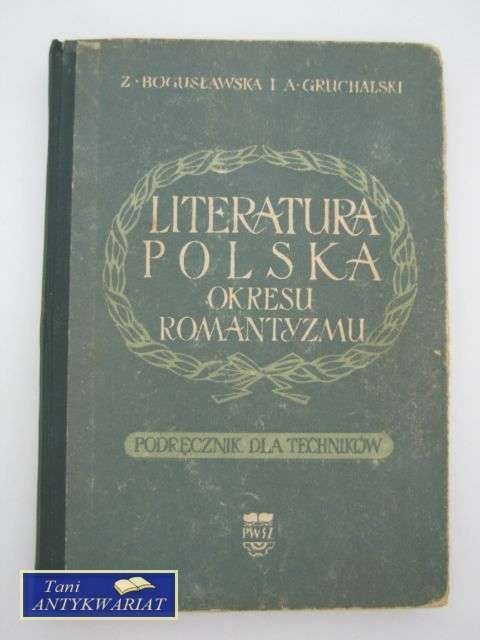 Z · BOGUSŁAWSKA I A · GRUCHALSKI
LITERATURA
POLSKA
OKRESU
ROMANTYZMU
PODRĘCZNIK DLA TECHNIKÓW
PWSZ
Tani
ANTYKWARIAT